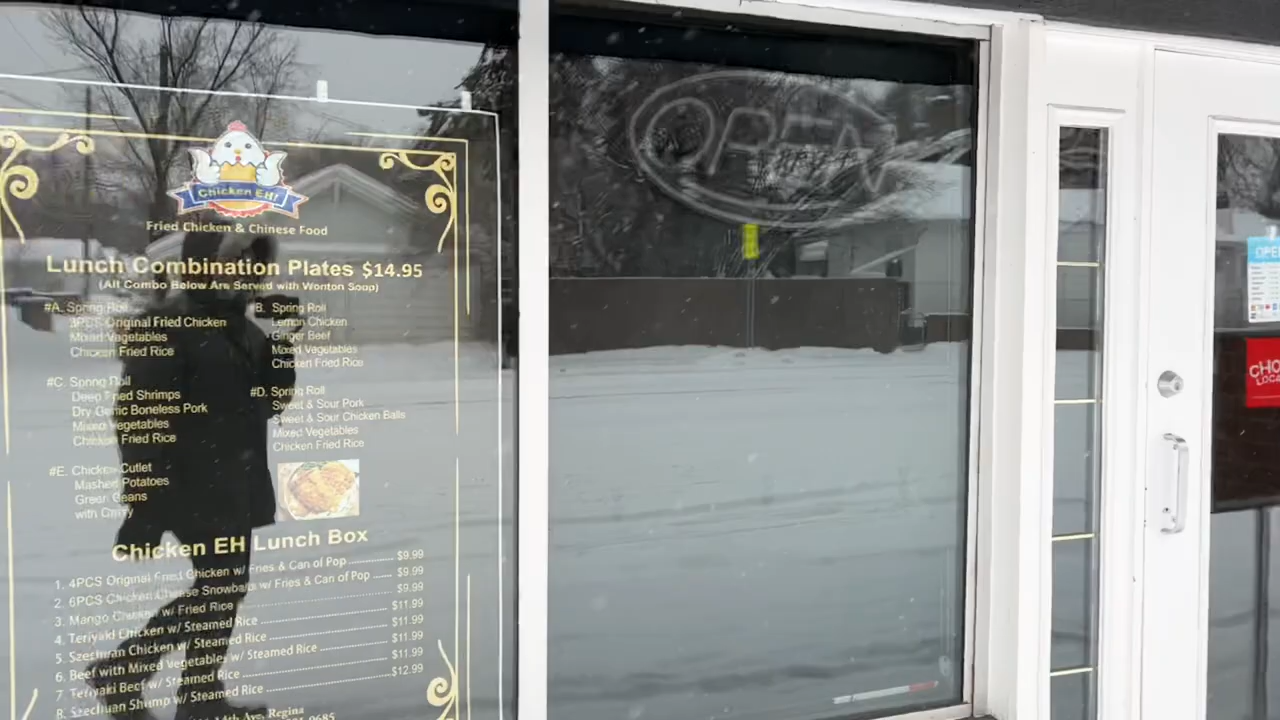 OPEN
Chicken EH!
Fried Chicken & Chinese Food
Lunch Combination Plates $14.95
(All Combo Below Are Served with Wonton Soup)
#A. Spring Roll
3PCS Original Fried Chicken
Mixed Vegetables
Chicken Fried Rice
B. Spring Roll
Lemon Chicken
Ginger Beef
Mixed Vegetables
Chicken Fried Rice
#C. Spring Roll
Deep Fried Shrimps
Dry Garlic Boneless Pork
Mixed Vegetables
Chicken Fried Rice
#D. Spring Roll
Sweet & Sour Pork
Sweet & Sour Chicken Balls
Mixed Vegetables
Chicken Fried Rice
#E. Chicken Cutlet
Mashed Potatoes
Green Beans
with Gravy
Chicken EH Lunch Box
1. 4PCS Original Fried Chicken w/ Fries & Can of Pop $9.99
2. 6PCS Chicken Cheese Snowballs w/ Fries & Can of Pop $9.99
3. Mango Chicken w/ Fried Rice $9.99
4. Teriyaki Chicken w/ Steamed Rice $11.99
5. Szechuan Chicken w/ Steamed Rice $11.99
6. Beef with Mixed Vegetables w/ Steamed Rice $11.99
7. Teriyaki Beef w/ Steamed Rice $11.99
8. Szechuan Shrimp w/ Steamed Rice $12.99
14th Ave, Regina
0685
OPEN